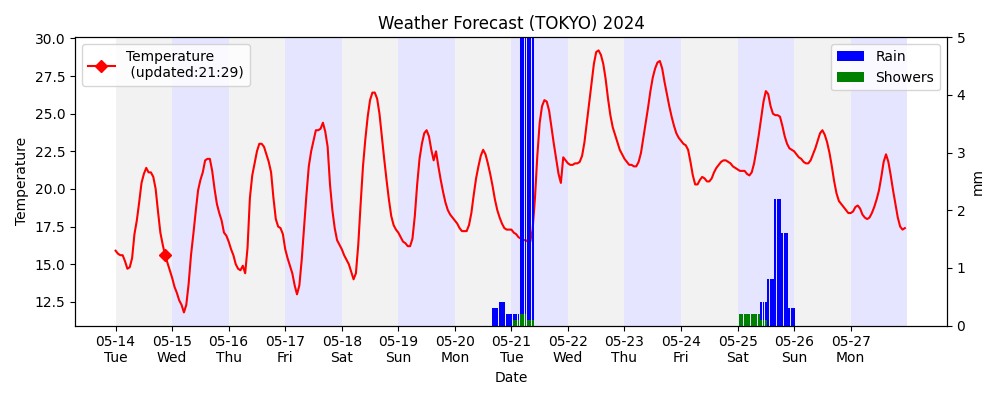 Weather Forecast (TOKYO) 2024
Temperature
(updated:21:29)
Rain
Showers
30.0
27.5
25.0
22.5
20.0
17.5
15.0
12.5
Temperature
5
4
3
2
1
0
mm
05-14 05-15 05-16 05-17 05-18 05-19 05-20 05-21 05-22 05-23 05-24 05-25 05-26 05-27
Tue Wed Thu Fri Sat Sun Mon Tue Wed Thu Fri Sat Sun Mon
Date